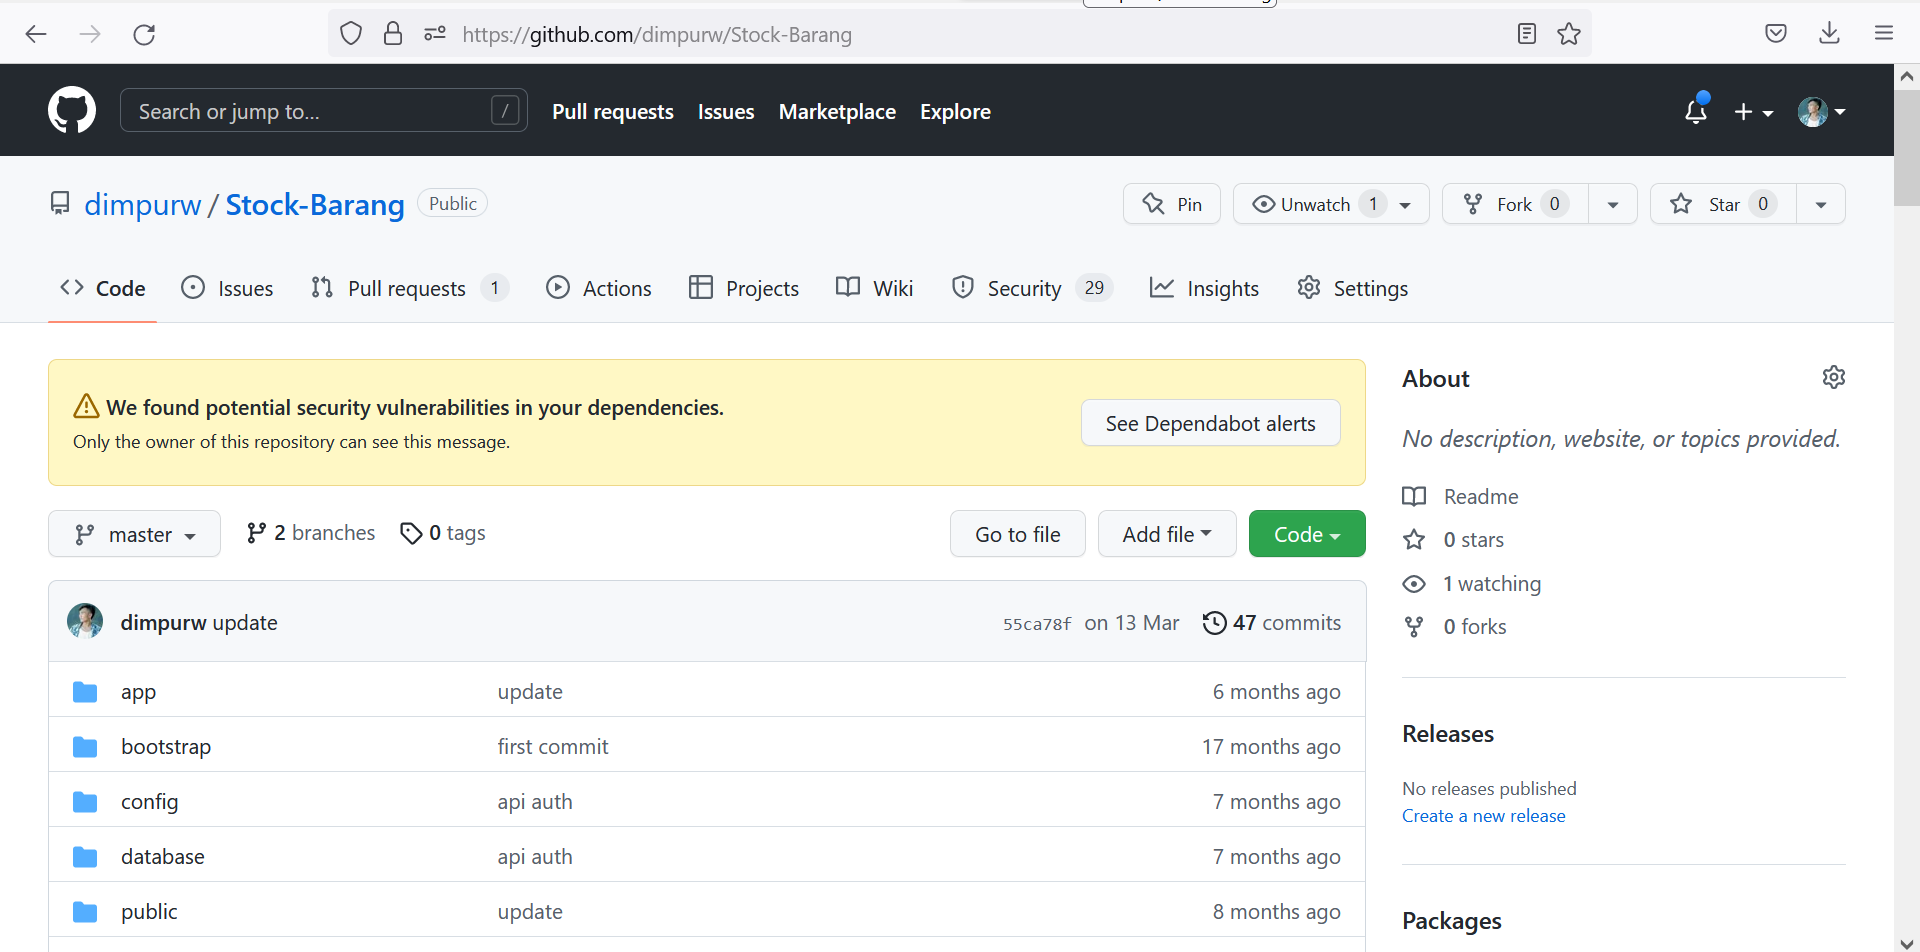 https://github.com/dimpurw/Stock-Barang
Search or jump to... /
Pull requests Issues Marketplace Explore
dimpurw / Stock-Barang Public
Pin Unwatch 1 Fork 0 Star 0
Code Issues Pull requests 1 Actions Projects Wiki Security 29 Insights Settings
We found potential security vulnerabilities in your dependencies.
Only the owner of this repository can see this message.
See Dependabot alerts
master 2 branches 0 tags
Go to file Add file Code
dimpurw update 55ca78f on 13 Mar 47 commits
app update 6 months ago
bootstrap first commit 17 months ago
config api auth 7 months ago
database api auth 7 months ago
public update 8 months ago
About
No description, website, or topics provided.
Readme
0 stars
1 watching
0 forks
Releases
No releases published
Create a new release
Packages